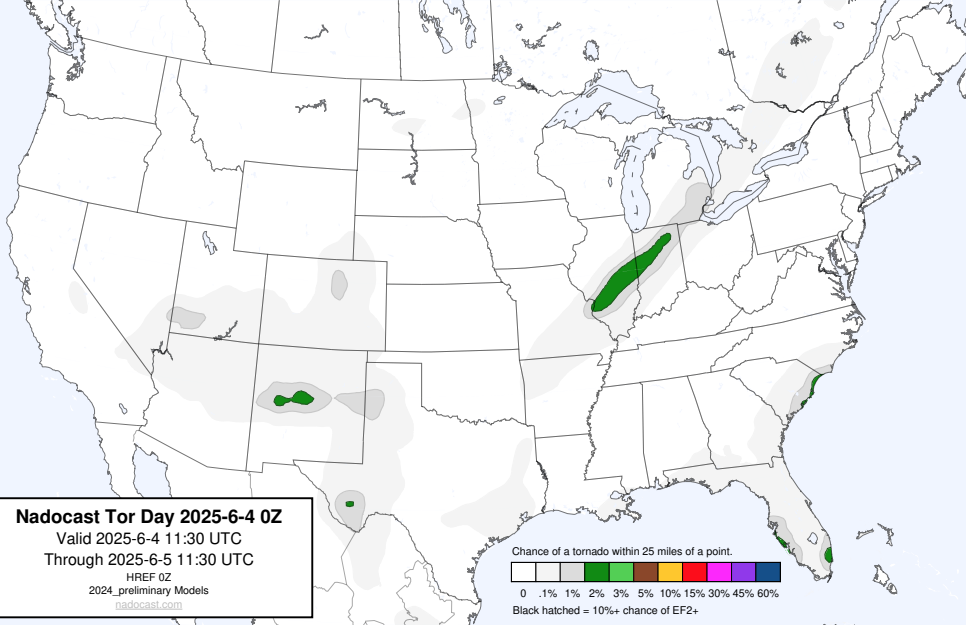 Nadocast Tor Day 2025-6-4 0Z
Valid 2025-6-4 11:30 UTC
Through 2025-6-5 11:30 UTC
HREF 0Z
2024_preliminary Models
nadocast.com
Chance of a tornado within 25 miles of a point.
0 .1% 1% 2% 3% 5% 10% 15% 30% 45% 60%
Black hatched = 10%+ chance of EF2+